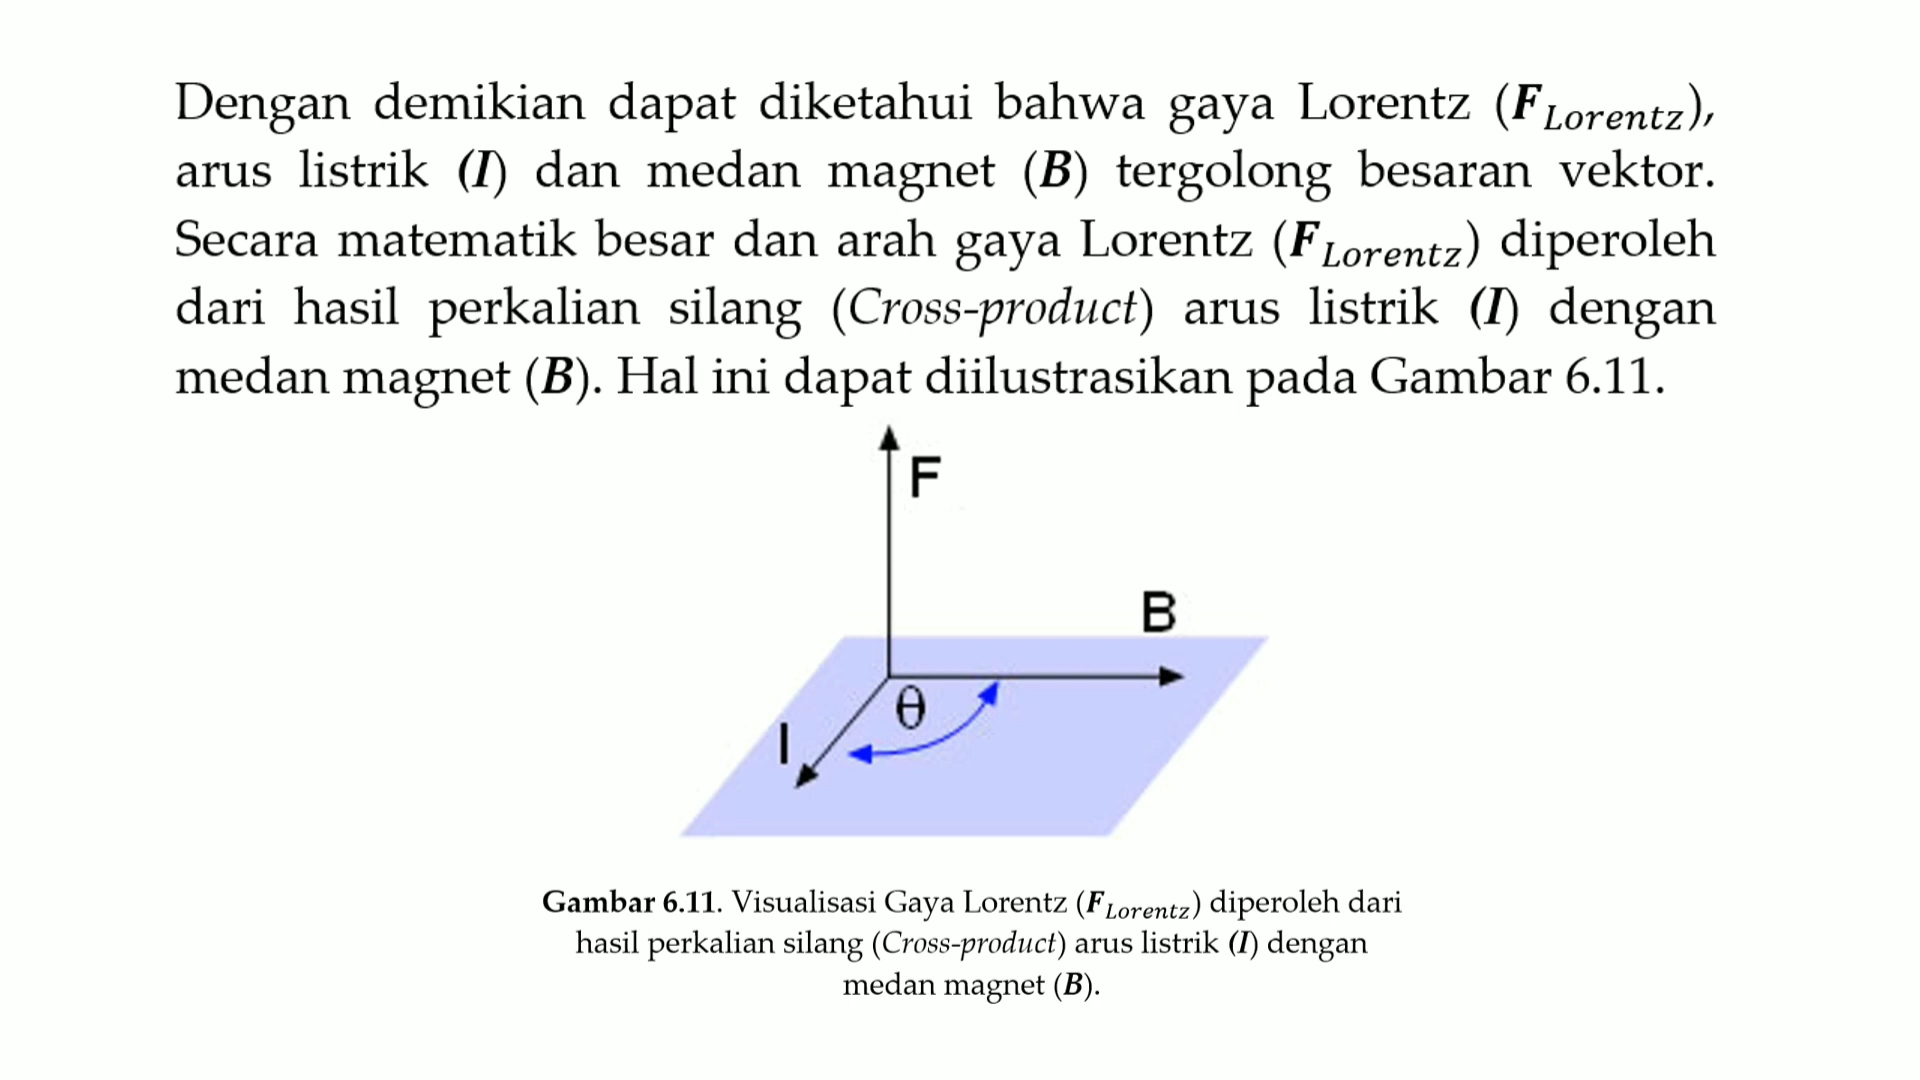 Dengan demikian dapat diketahui bahwa gaya Lorentz (F_Lorentz),
arus listrik (I) dan medan magnet (B) tergolong besaran vektor.
Secara matematik besar dan arah gaya Lorentz (F_Lorentz) diperoleh
dari hasil perkalian silang (Cross-product) arus listrik (I) dengan
medan magnet (B). Hal ini dapat diilustrasikan pada Gambar 6.11.
F
B
θ
I
Gambar 6.11. Visualisasi Gaya Lorentz (F_Lorentz) diperoleh dari
hasil perkalian silang (Cross-product) arus listrik (I) dengan
medan magnet (B).